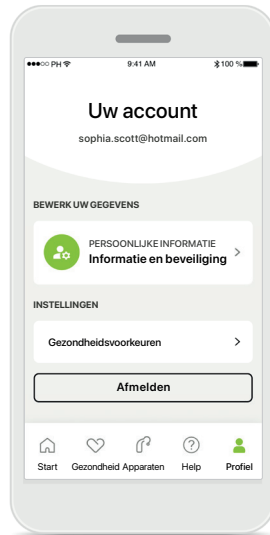 PH 9:41 AM 100 %
Uw account
sophia.scott@hotmail.com
BEWERK UW GEGEVENS
PERSOONLIJKE INFORMATIE
Informatie en beveiliging
INSTELLINGEN
Gezondheidsvoorkeuren
Afmelden
Start Gezondheid Apparaten Help Profiel